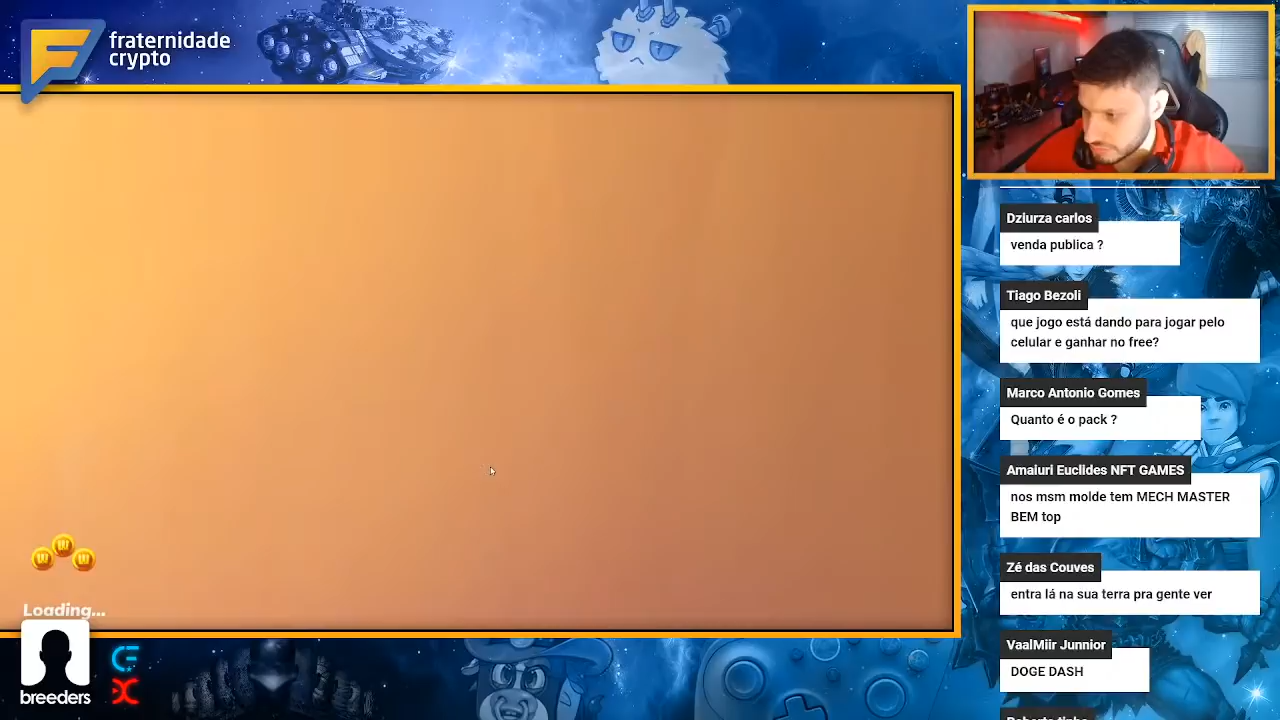 fraternidade
crypto
Dziurza carlos
venda publica ?
Tiago Bezoli
que jogo está dando para jogar pelo
celular e ganhar no free?
Marco Antonio Gomes
Quanto é o pack ?
Amaiuri Euclides NFT GAMES
nos msm molde tem MECH MASTER
BEM top
Zé das Couves
entra lá na sua terra pra gente ver
VaalMiir Junnior
DOGE DASH
Loading...
breeders